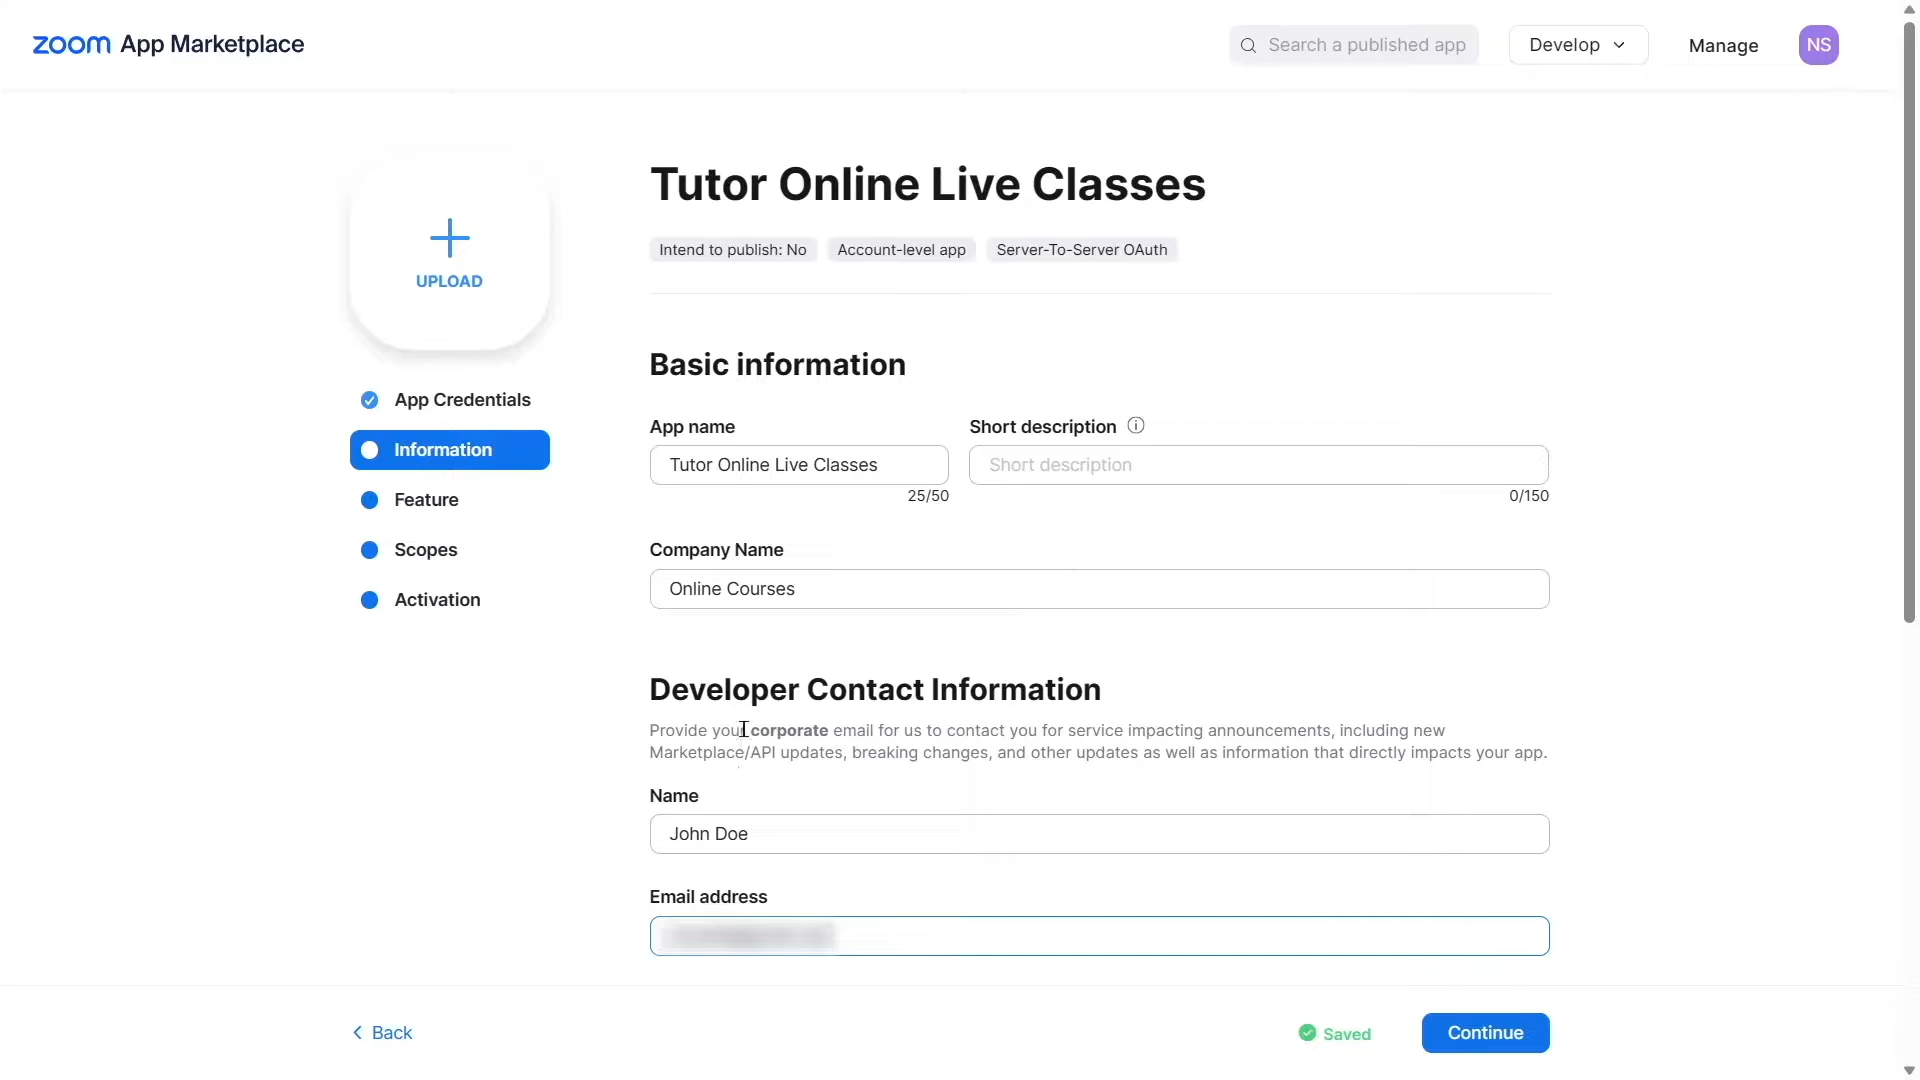 zoom App Marketplace
Search a published app
Develop
Manage
NS
UPLOAD
App Credentials
Information
Feature
Scopes
Activation
Tutor Online Live Classes
Intend to publish: No
Account-level app
Server-To-Server OAuth
Basic information
App name
Short description
Tutor Online Live Classes
Short description
25/50
0/150
Company Name
Online Courses
Developer Contact Information
Provide your corporate email for us to contact you for service impacting announcements, including new
Marketplace/API updates, breaking changes, and other updates as well as information that directly impacts your app.
Name
John Doe
Email address
Back
Saved
Continue